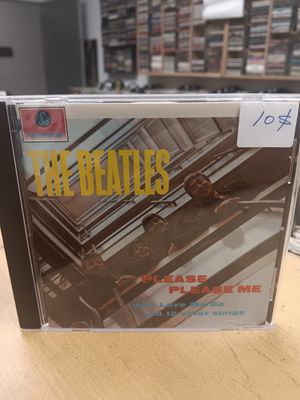 10$
THE BEATLES
PLEASE
PLEASE ME
with Love Me Do
and 12 other songs